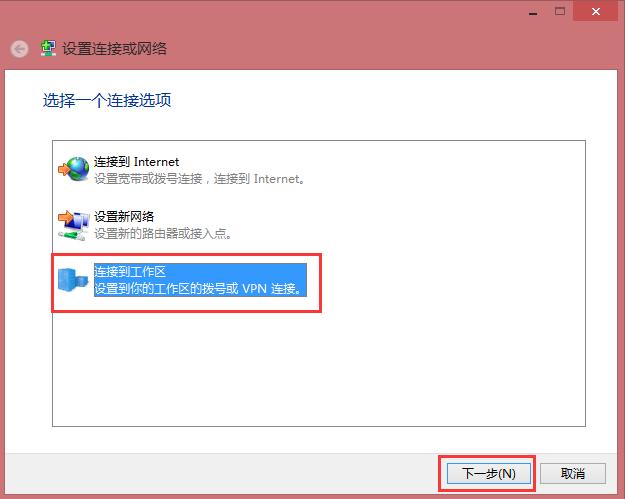 设置连接或网络
选择一个连接选项
连接到 Internet
设置宽带或拨号连接，连接到 Internet。
设置新网络
设置新的路由器或接入点。
连接到工作区
设置到你的工作区的拨号或 VPN 连接。
下一步(N)
取消